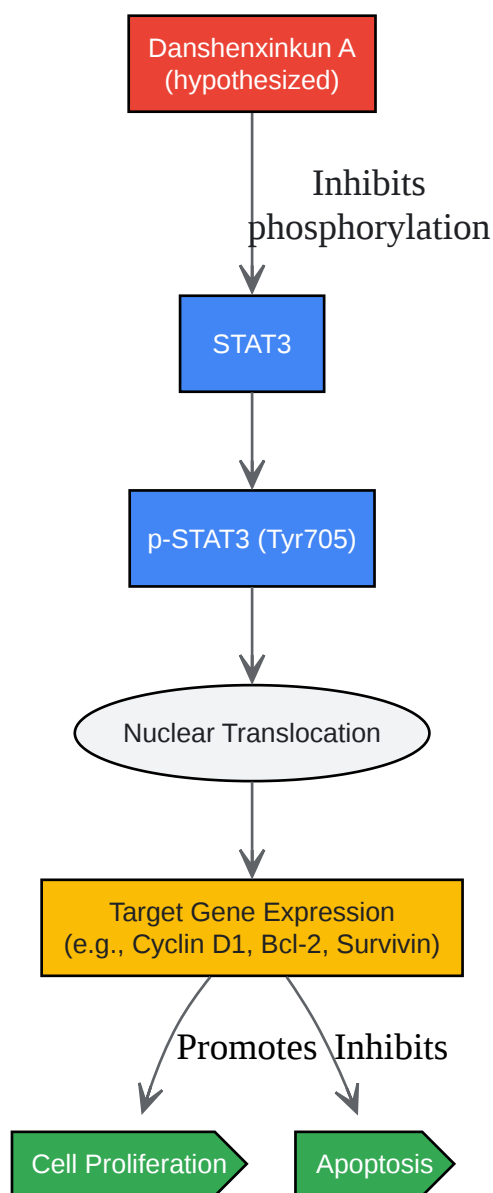 Danshenxinkun A
(hypothesized)
Inhibits
phosphorylation
STAT3
p-STAT3 (Tyr705)
Nuclear Translocation
Target Gene Expression
(e.g., Cyclin D1, Bcl-2, Survivin)
Promotes
Inhibits
Cell Proliferation
Apoptosis